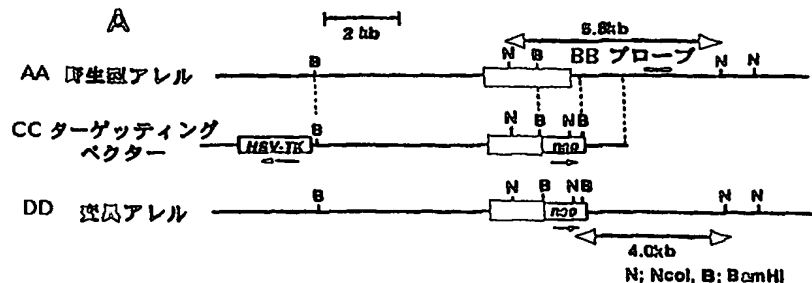 A
2 kb
5.8kb
N B BB プローブ N N
AA 野生型アレル B
CC ターゲッティング
ベクター
HSV-TK B N B N B
neo
DD 変異アレル B N B N B N N
neo
4.0kb
N; NcoI, B; BamHI